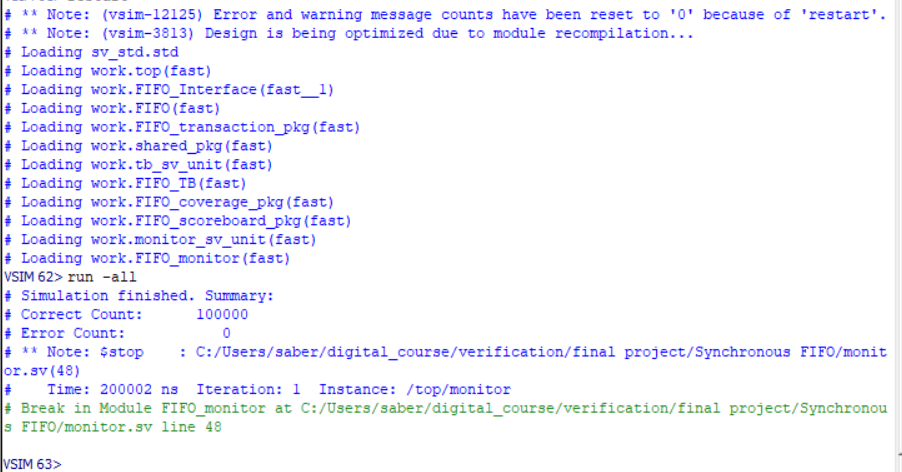 # ** Note: (vsim-12125) Error and warning message counts have been reset to '0' because of 'restart'.
# ** Note: (vsim-3813) Design is being optimized due to module recompilation...
# Loading sv_std.std
# Loading work.top(fast)
# Loading work.FIFO_Interface(fast__1)
# Loading work.FIFO(fast)
# Loading work.FIFO_transaction_pkg(fast)
# Loading work.shared_pkg(fast)
# Loading work.tb_sv_unit(fast)
# Loading work.FIFO_TB(fast)
# Loading work.FIFO_coverage_pkg(fast)
# Loading work.FIFO_scoreboard_pkg(fast)
# Loading work.monitor_sv_unit(fast)
# Loading work.FIFO_monitor(fast)
VSIM 62> run -all
# Simulation finished. Summary:
# Correct Count:      100000
# Error Count:           0
# ** Note: $stop    : C:/Users/saber/digital_course/verification/final project/Synchronous FIFO/monit
or.sv(48)
#    Time: 200002 ns  Iteration: 1  Instance: /top/monitor
# Break in Module FIFO_monitor at C:/Users/saber/digital_course/verification/final project/Synchronou
s FIFO/monitor.sv line 48
VSIM 63>